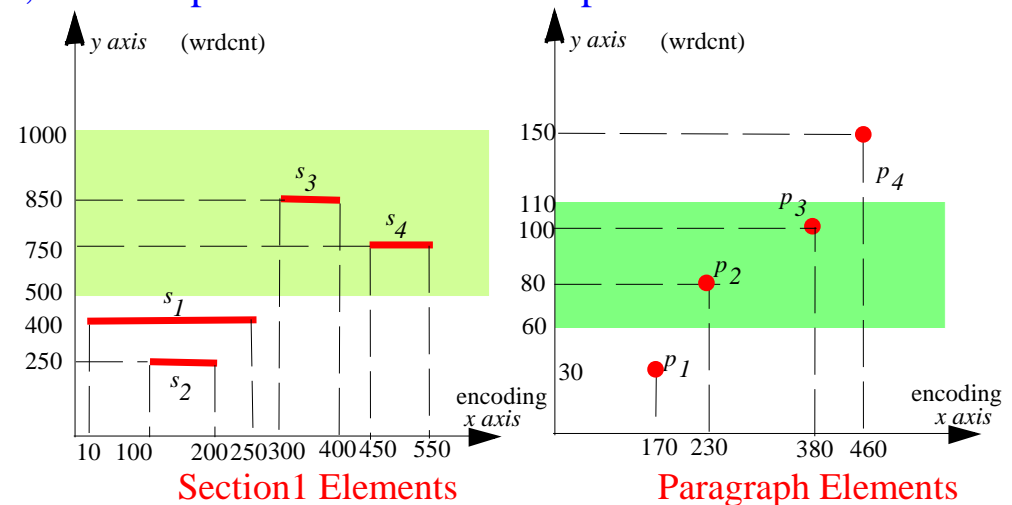 y axis (wrdcnt)
1000
850
750
500
400
250
s3
s4
s1
s2
encoding
x axis
10 100 200 250 300 400 450 550
Section1 Elements
y axis (wrdcnt)
150
110
100
80
60
30
p4
p3
p2
p1
encoding
x axis
170 230 380 460
Paragraph Elements